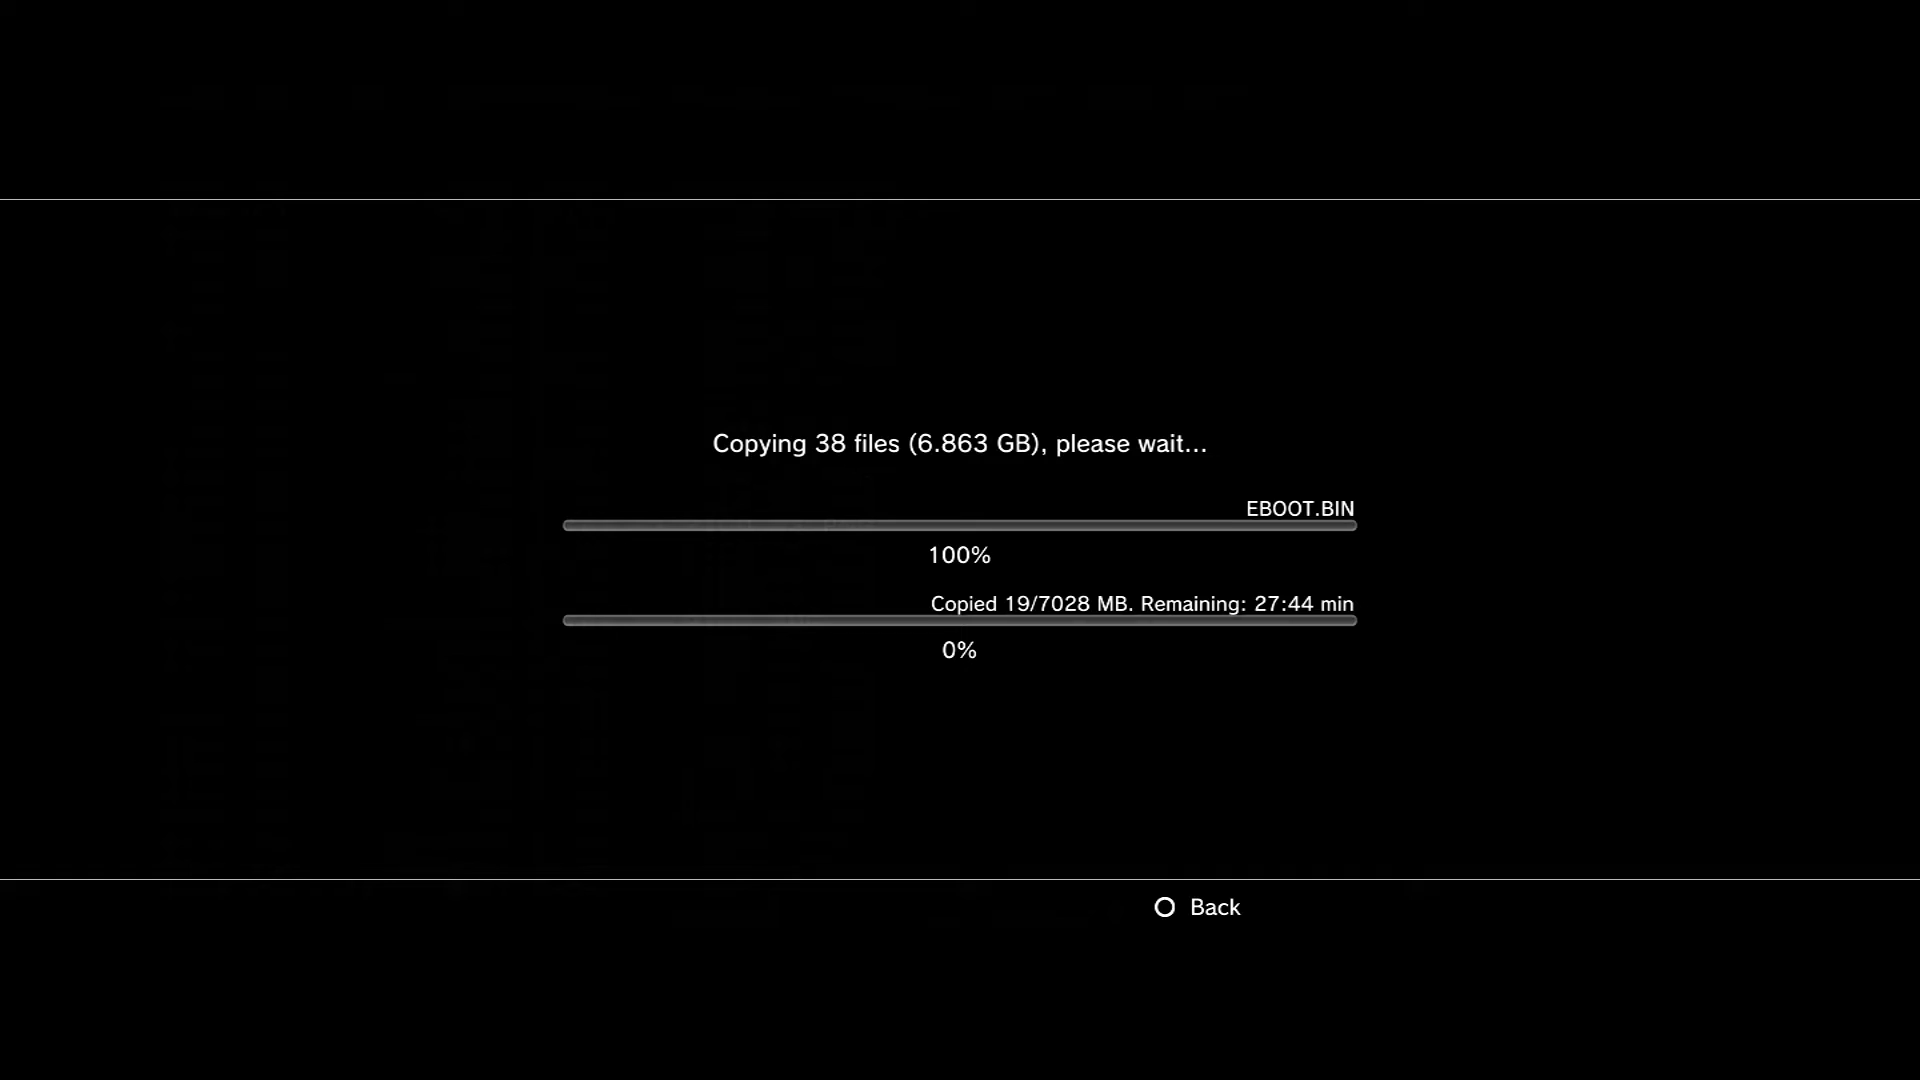 Copying 38 files (6.863 GB), please wait...
EBOOT.BIN
100%
Copied 19/7028 MB. Remaining: 27:44 min
0%
Back